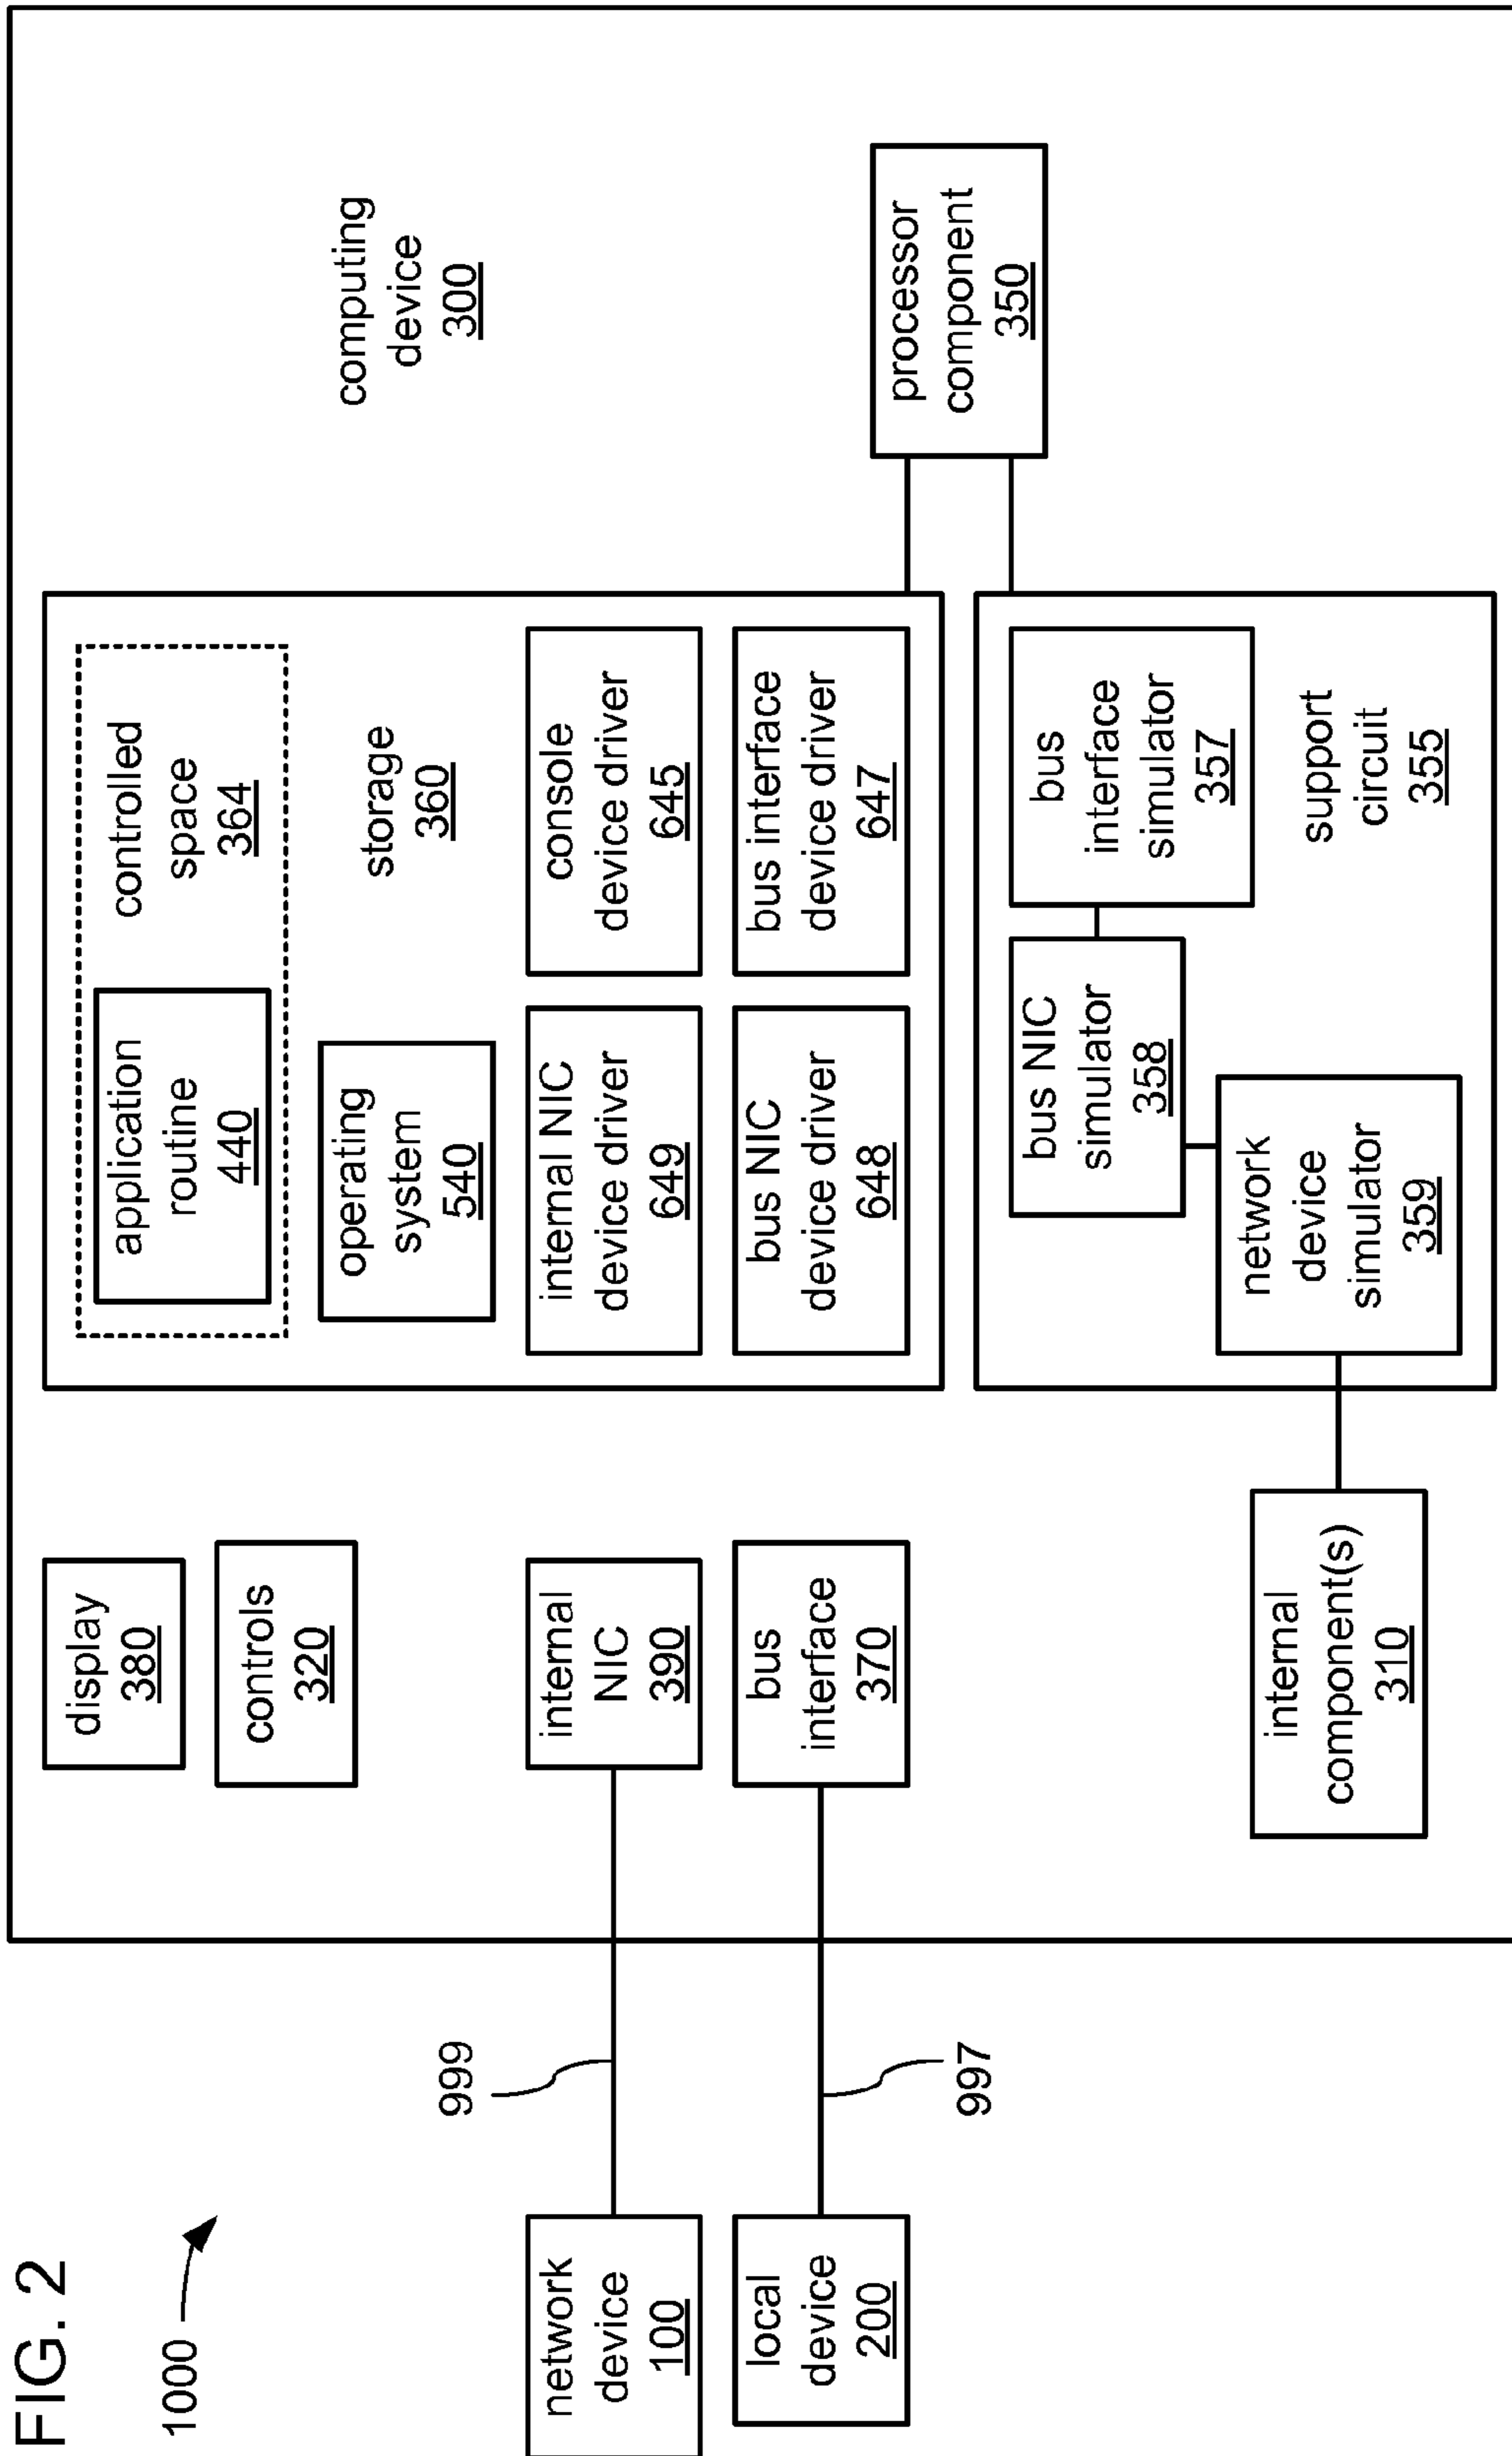 FIG. 2
1000
network
device
100
local
device
200
999
997
display
380
controls
320
internal
NIC
390
bus
interface
370
internal
component(s)
310
application
routine
440
controlled
space
364
operating
system
540
storage
360
internal NIC
device driver
649
console
device driver
645
bus NIC
device driver
648
bus interface
device driver
647
bus NIC
simulator
358
bus
interface
simulator
357
network
device
simulator
359
support
circuit
355
computing
device
300
processor
component
350